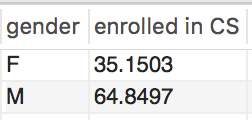 gender enrolled in CS
F 35.1503
M 64.8497